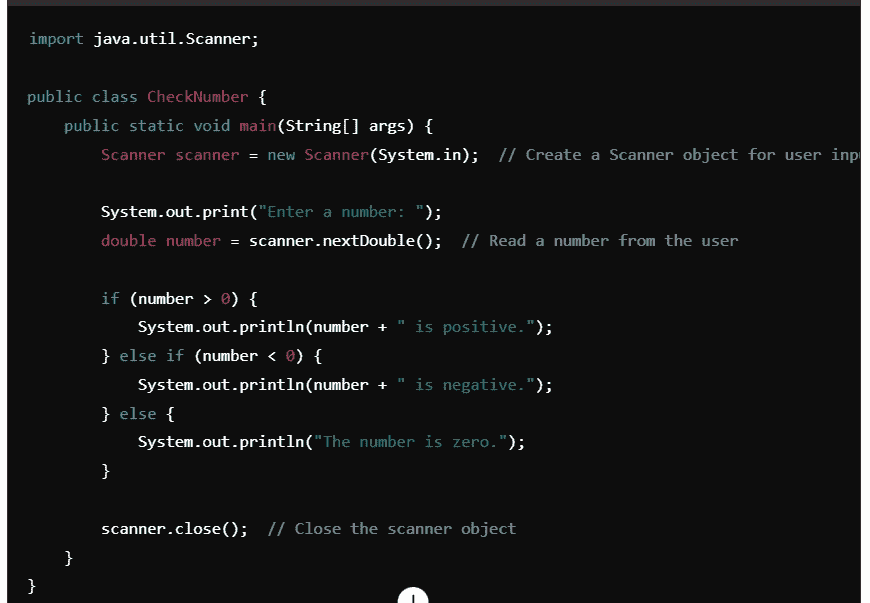 import java.util.Scanner;
public class CheckNumber {
    public static void main(String[] args) {
        Scanner scanner = new Scanner(System.in);  // Create a Scanner object for user
        System.out.print("Enter a number: ");
        double number = scanner.nextDouble();  // Read a number from the user
        if (number > 0) {
            System.out.println(number + " is positive.");
        } else if (number < 0) {
            System.out.println(number + " is negative.");
        } else {
            System.out.println("The number is zero.");
        }
        scanner.close();  // Close the scanner object
    }
}